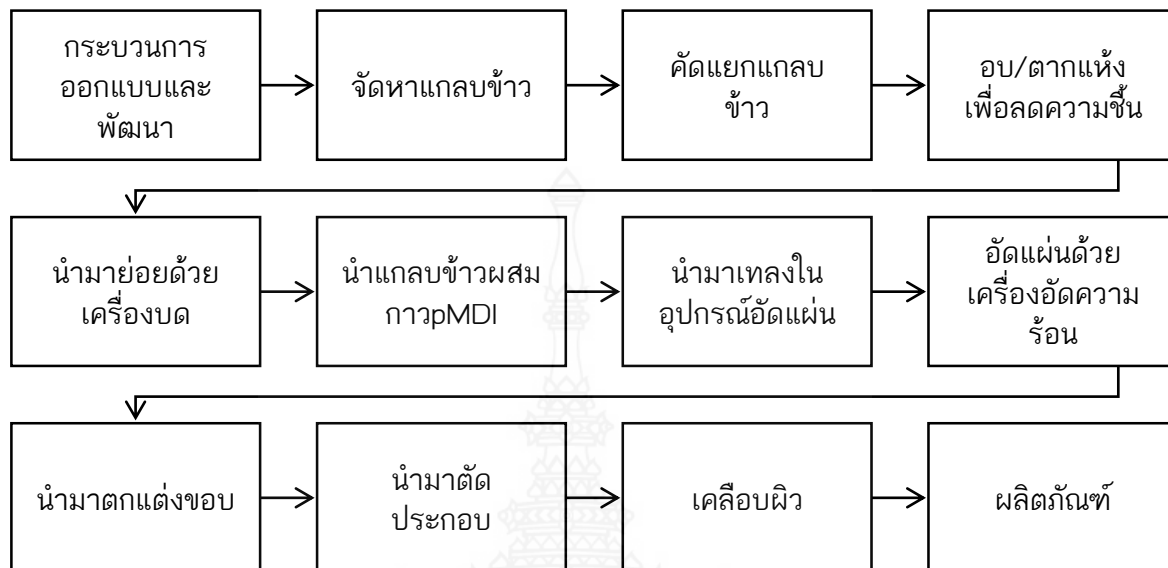 กระบวนการ
ออกแบบและ
พัฒนา
จัดหาแกลบข้าว
คัดแยกแกลบ
ข้าว
อบ/ตากแห้ง
เพื่อลดความชื้น
นำมาย่อยด้วย
เครื่องบด
นำแกลบข้าวผสม
กาวpMDI
นำมาเทลงใน
อุปกรณ์อัดแผ่น
อัดแผ่นด้วย
เครื่องอัดความ
ร้อน
นำมาตกแต่งขอบ
นำมาตัด
ประกอบ
เคลือบผิว
ผลิตภัณฑ์